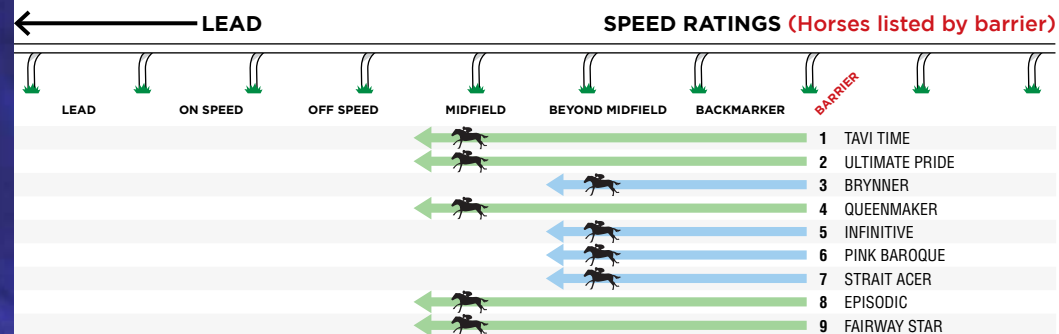 LEAD SPEED RATINGS (Horses listed by barrier)
LEAD ON SPEED OFF SPEED MIDFIELD BEYOND MIDFIELD BACKMARKER BARRIER
1 TAVI TIME
2 ULTIMATE PRIDE
3 BRYNNER
4 QUEENMAKER
5 INFINITIVE
6 PINK BAROQUE
7 STRAIT ACER
8 EPISODIC
9 FAIRWAY STAR